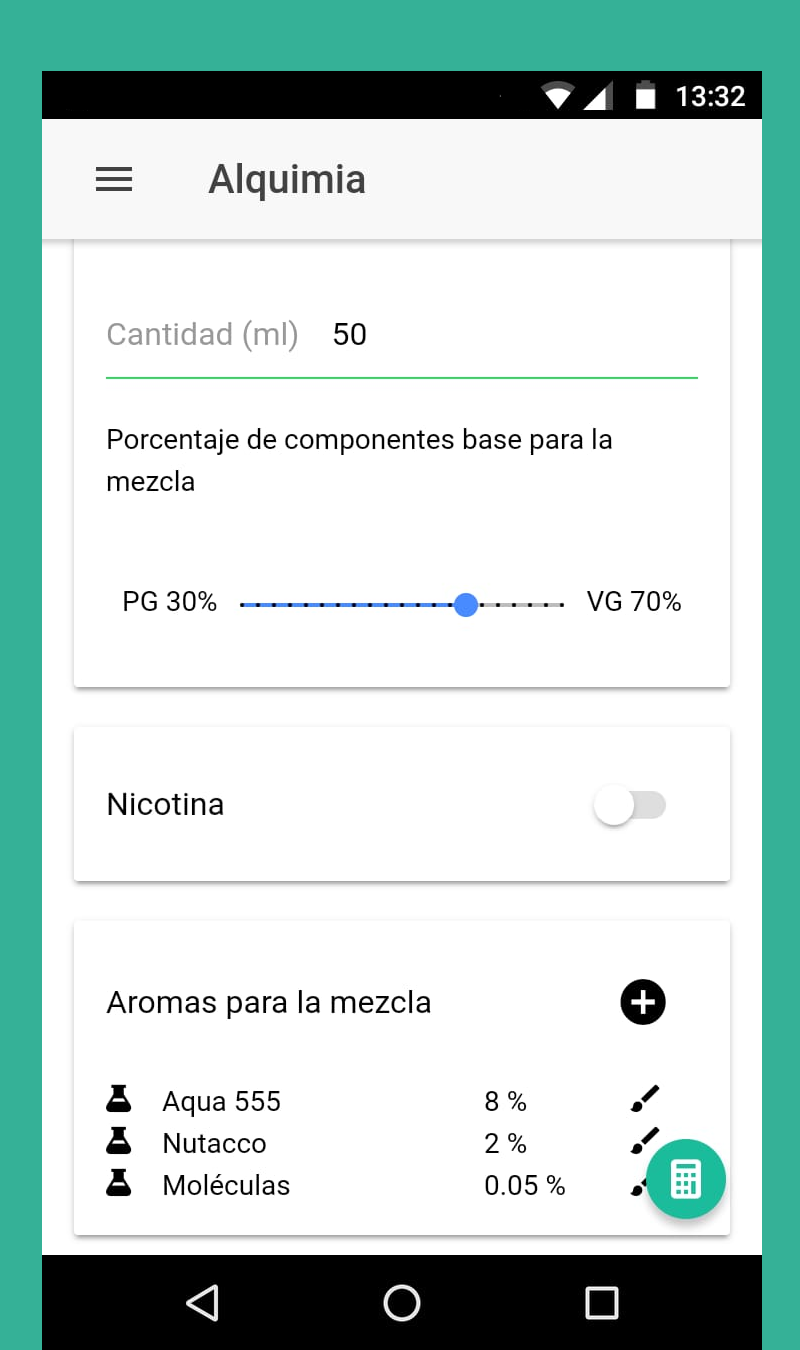 13:32
Alquimia
Cantidad (ml) 50
Porcentaje de componentes base para la
mezcla
PG 30% VG 70%
Nicotina
Aromas para la mezcla
Aqua 555 8 %
Nutacco 2 %
Moléculas 0.05 %